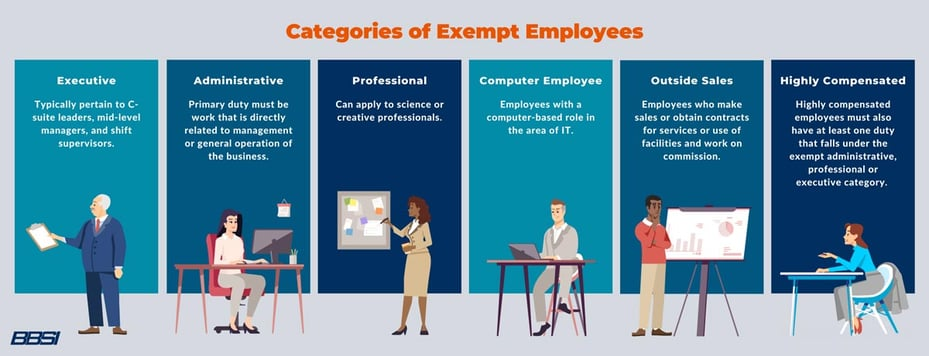 Categories of Exempt Employees
Executive
Typically pertain to C-
suite leaders, mid-level
managers, and shift
supervisors.
Administrative
Primary duty must be
work that is directly
related to management
or general operation of
the business.
Professional
Can apply to science or
creative professionals.
Computer Employee
Employees with a
computer-based role in
the area of IT.
Outside Sales
Employees who make
sales or obtain contracts
for services or use of
facilities and work on
commission.
Highly Compensated
Highly compensated
employees must also
have at least one duty
that falls under the
exempt administrative,
professional or
executive category.
BBSI